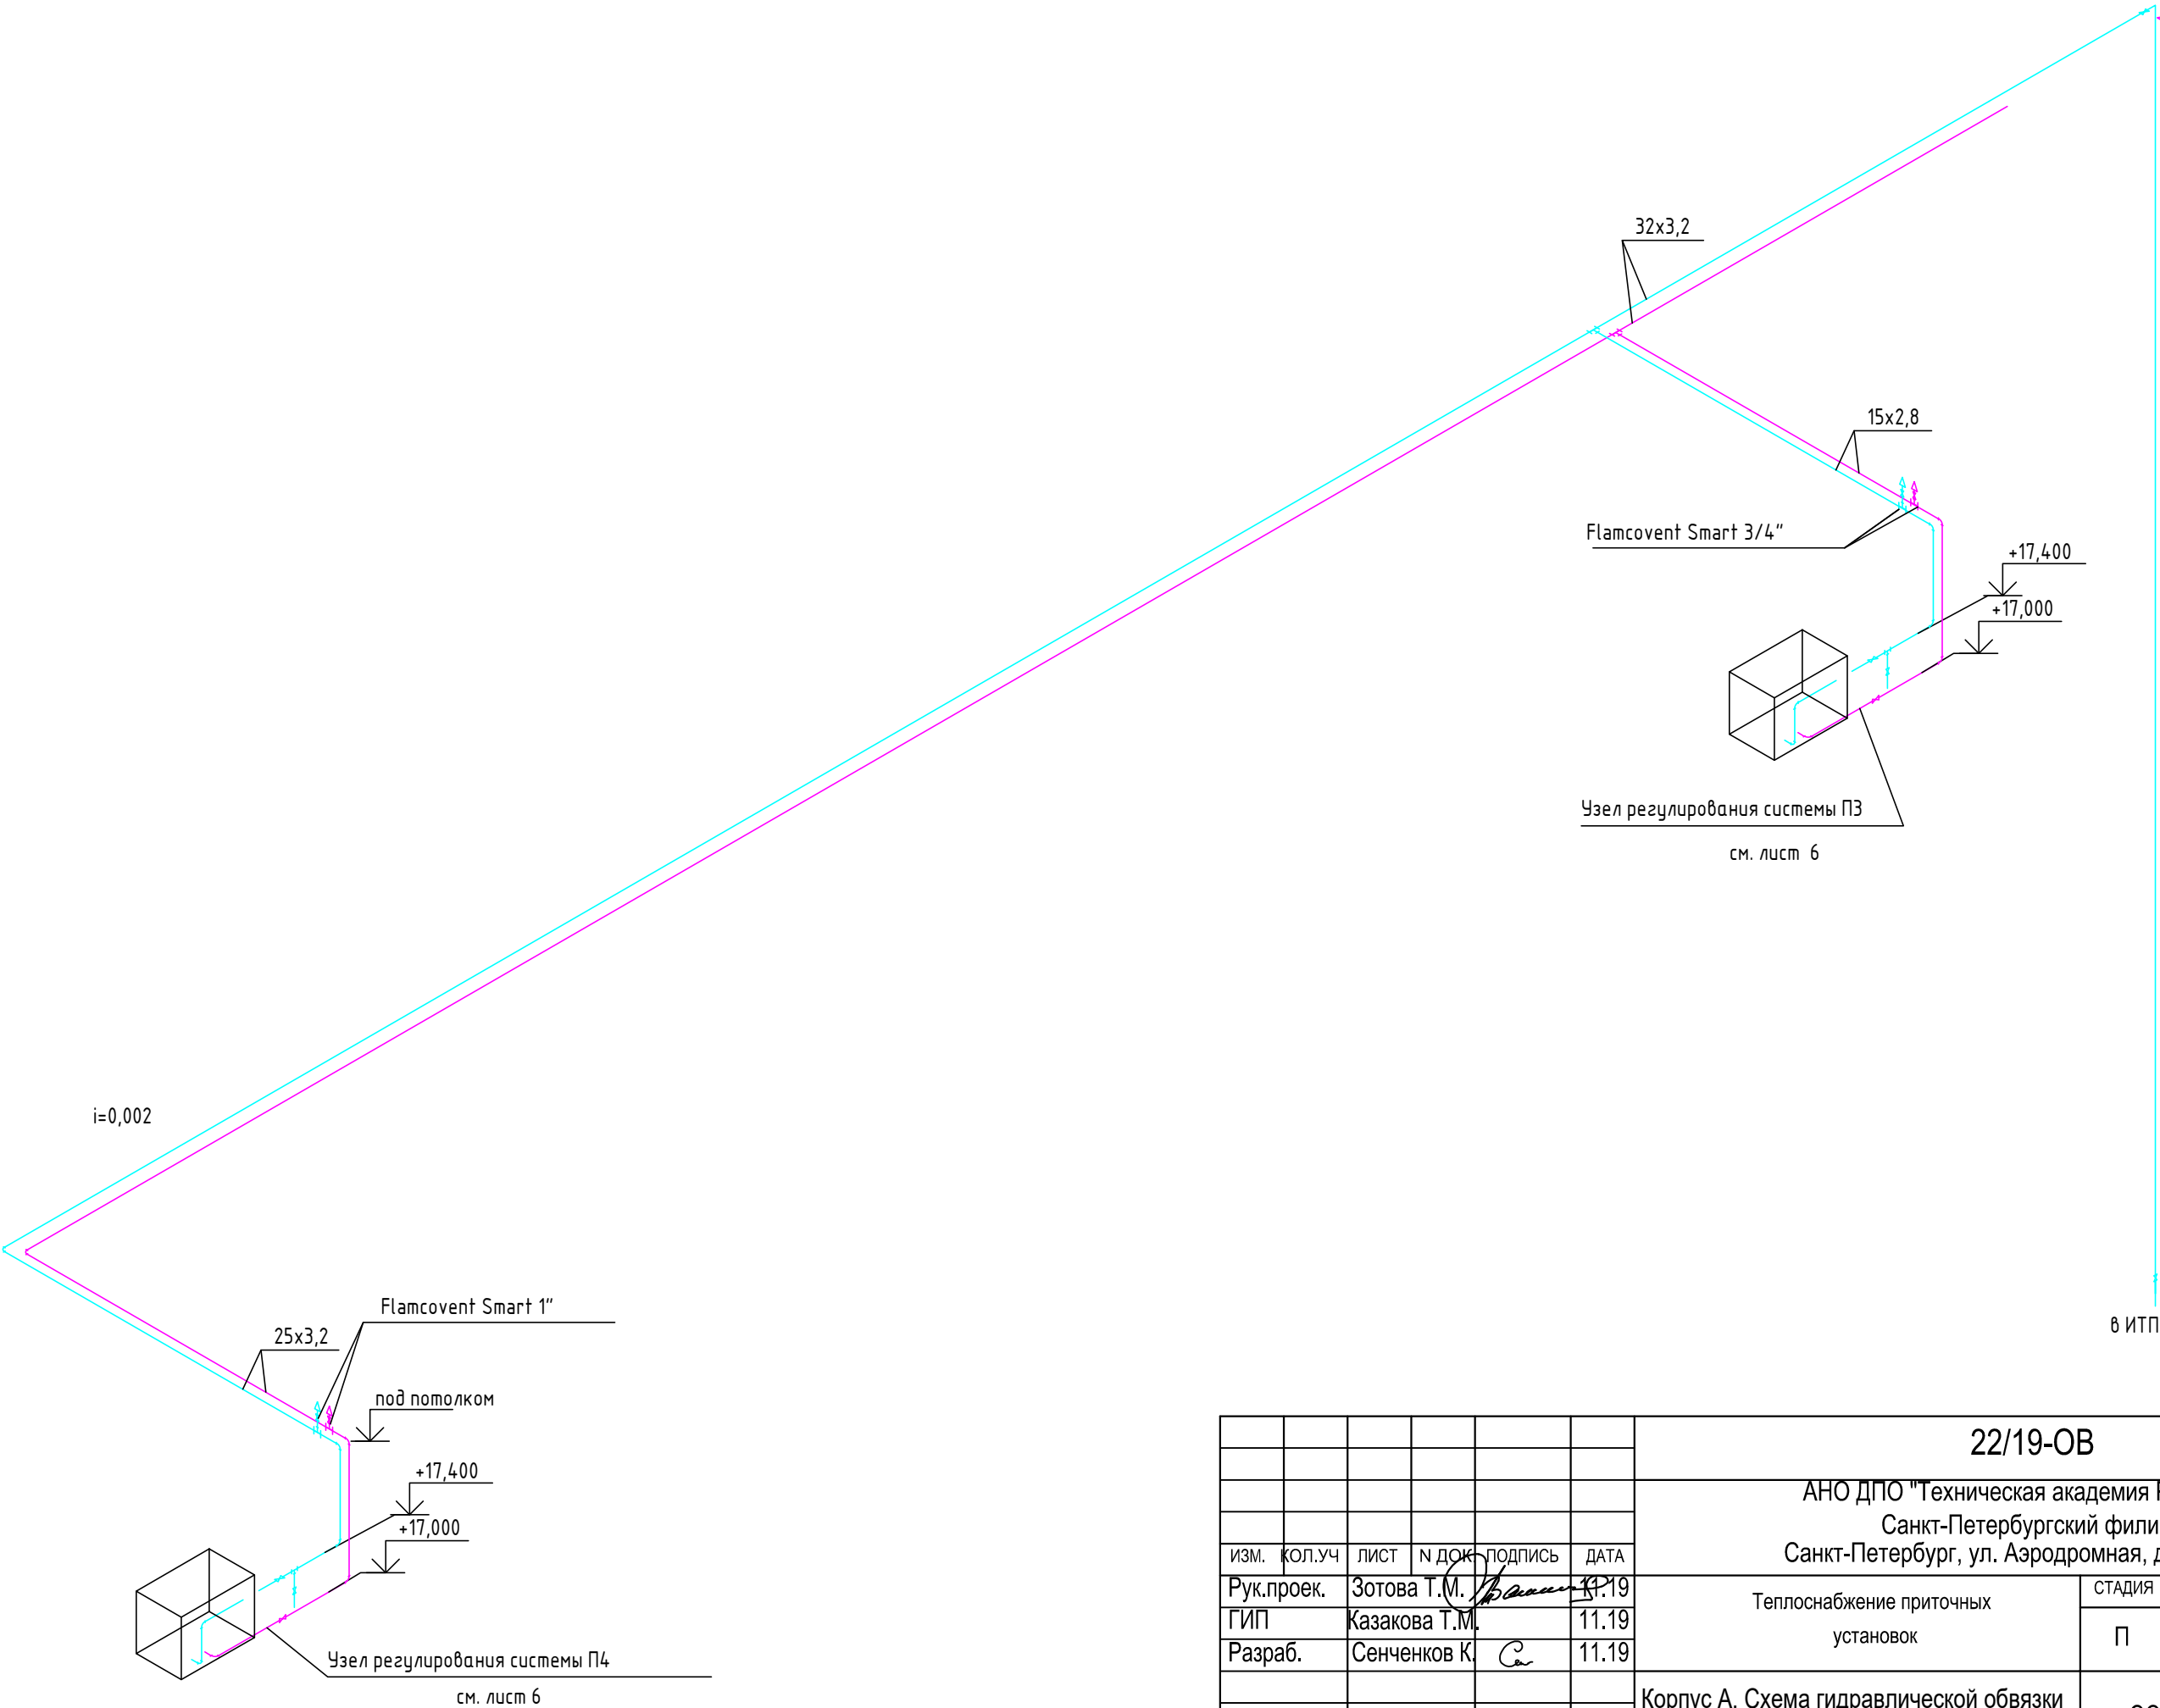 32х3,2
15х2,8
Flamcovent Smart 3/4"
+17,400
+17,000
Узел регулирования системы П3
см. лист 6
i=0,002
Flamcovent Smart 1"
25х3,2
под потолком
+17,400
+17,000
Узел регулирования системы П4
см. лист 6
в ИТП
22/19-ОВ
АНО ДПО "Техническая академия
Санкт-Петербургский
Санкт-Петербург, ул. Аэродромная,
ИЗМ. КОЛ.УЧ ЛИСТ N ДОК ПОДПИСЬ ДАТА
Рук.проек. Зотова Т.М. 11.19
ГИП Казакова Т.М. 11.19
Разраб. Сенченков К. 11.19
Теплоснабжение приточных
установок
СТАДИЯ
П
Корпус А. Схема гидравлической обвязки